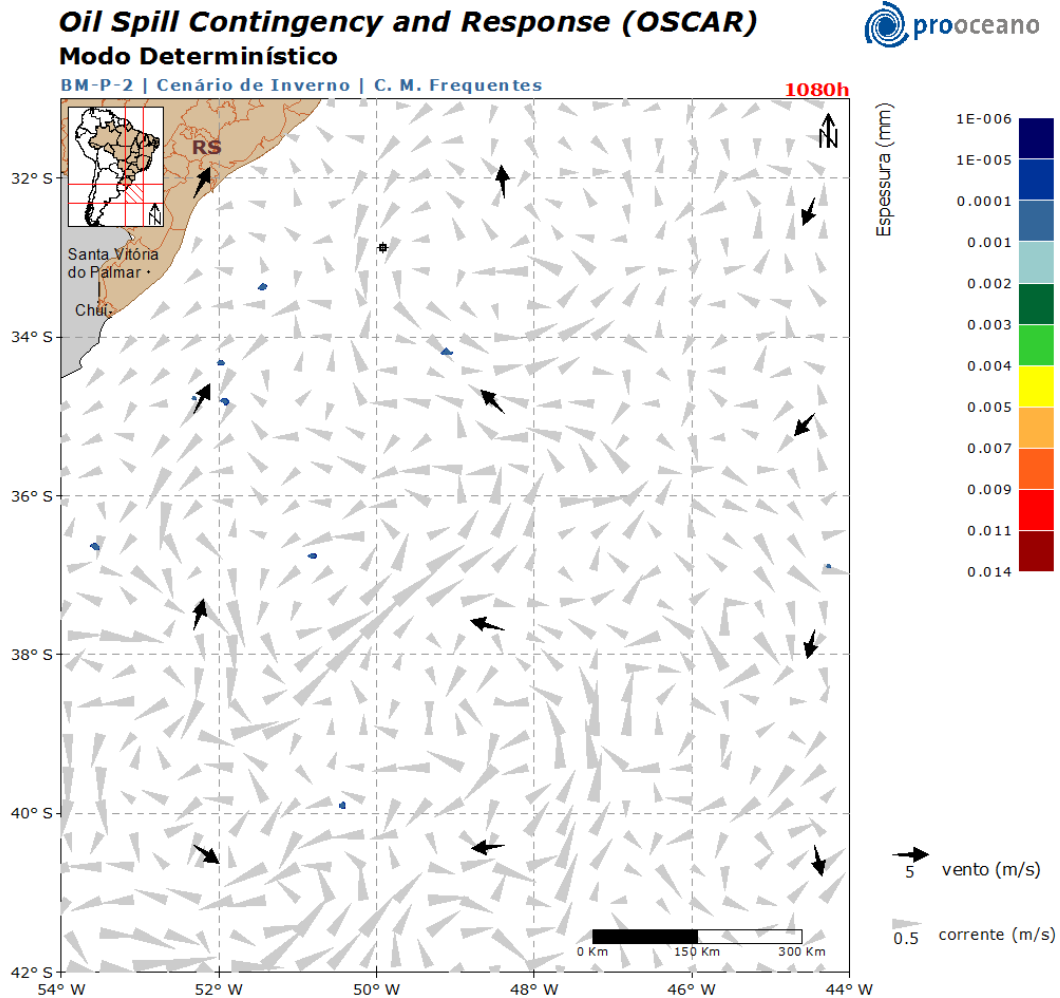 Oil Spill Contingency and Response (OSCAR)
prooceano
Modo Determinístico
BM-P-2 | Cenário de Inverno | C. M. Frequentes
1080h
RS
N
N
Santa Vitória
do Palmar
Chuí
32° S
34° S
36° S
38° S
40° S
42° S
54° W
52° W
50° W
48° W
46° W
44° W
0 Km
150 Km
300 Km
Espessura (mm)
1E-006
1E-005
0.0001
0.001
0.002
0.003
0.004
0.005
0.007
0.009
0.011
0.014
5
vento (m/s)
0.5
corrente (m/s)